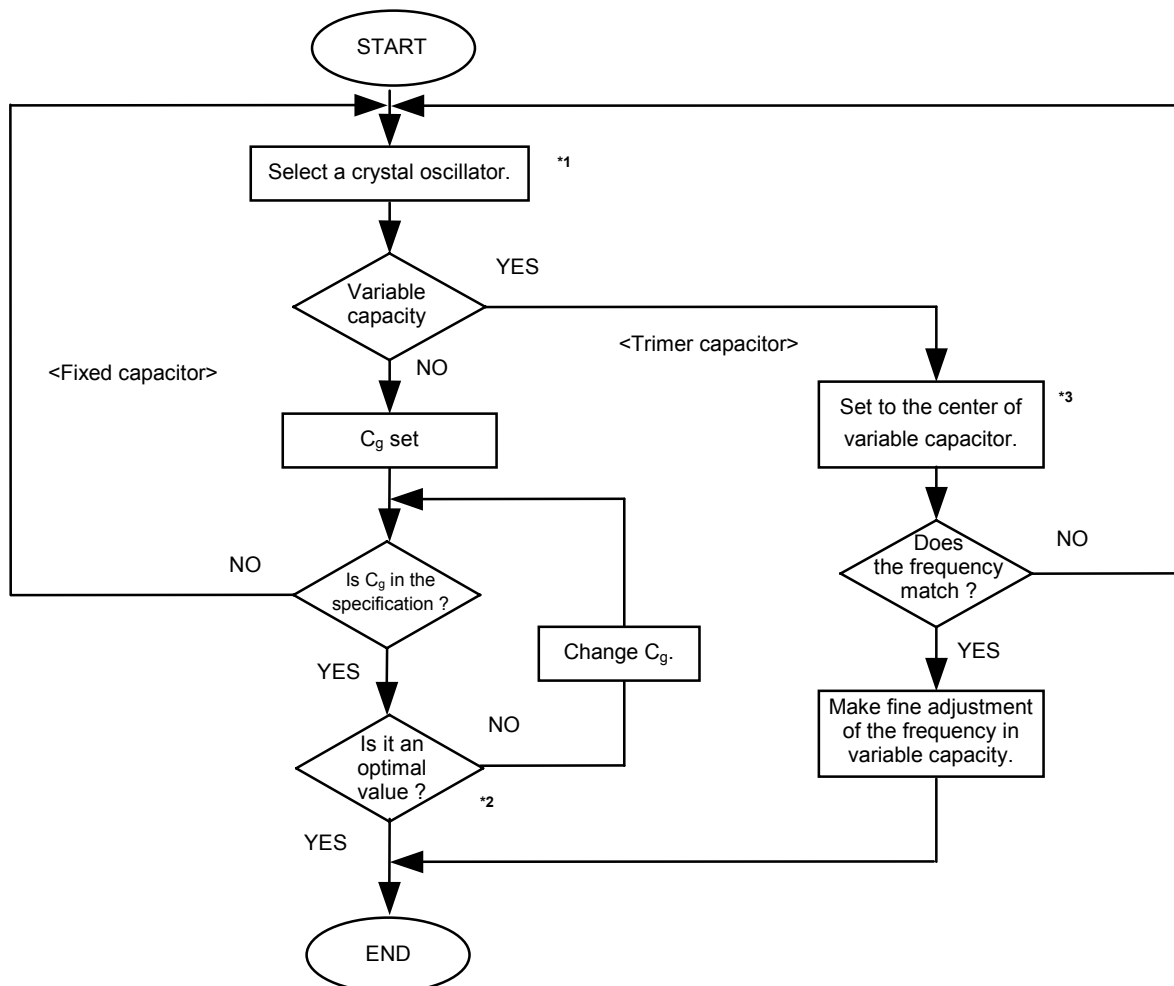 START
Select a crystal oscillator.
*1
Variable
capacity
YES
<Fixed capacitor>
NO
<Trimer capacitor>
Cg set
Set to the center of
variable capacitor.
*3
NO
Is Cg in the
specification ?
YES
Change Cg.
Does
the frequency
match ?
NO
YES
Is it an
optimal
value ?
NO
*2
YES
Make fine adjustment
of the frequency in
variable capacity.
END